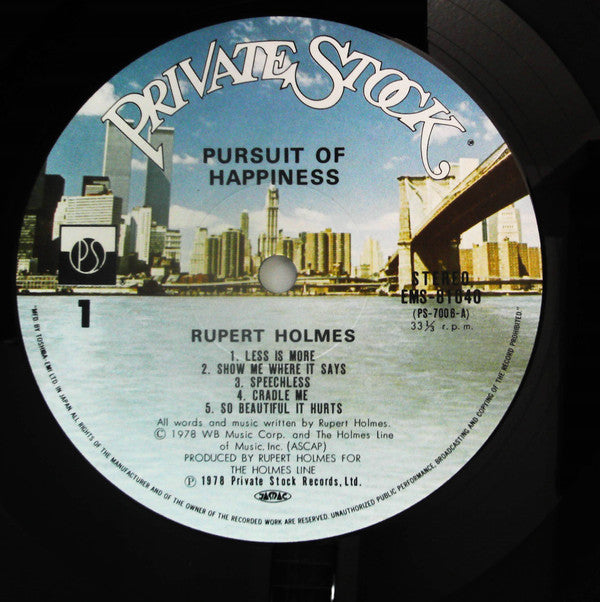 PRIVATE STOCK
PURSUIT OF
HAPPINESS
PS
1
STEREO
EMS-81040
(PS-7006-A)
33⅓ r.p.m.
RUPERT HOLMES
1. LESS IS MORE
2. SHOW ME WHERE IT SAYS
3. SPEECHLESS
4. CRADLE ME
5. SO BEAUTIFUL IT HURTS
All words and music written by Rupert Holmes.
© 1978 WB Music Corp. and The Holmes Line
of Music, Inc. (ASCAP)
PRODUCED BY RUPERT HOLMES FOR
THE HOLMES LINE
℗ 1978 Private Stock Records, Ltd.
JASRAC
"MF'D BY TOSHIBA EMI LTD. IN JAPAN ALL RIGHTS OF THE MANUFACTURER AND OF THE OWNER OF THE RECORDED WORK ARE RESERVED. UNAUTHORIZED PUBLIC PERFORMANCE, BROADCASTING AND COPYING OF THE RECORD PROHIBITED."